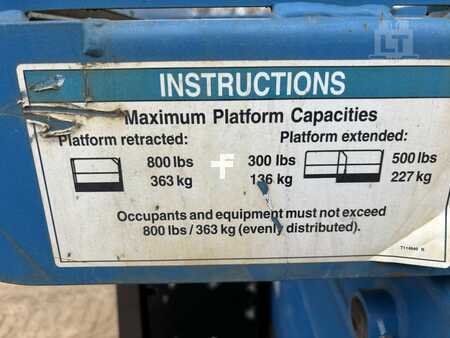 LT
INSTRUCTIONS
Maximum Platform Capacities
Platform retracted: Platform extended:
800 lbs 300 lbs 500 lbs
363 kg 136 kg 227 kg
Occupants and equipment must not exceed
800 lbs / 363 kg (evenly distributed).